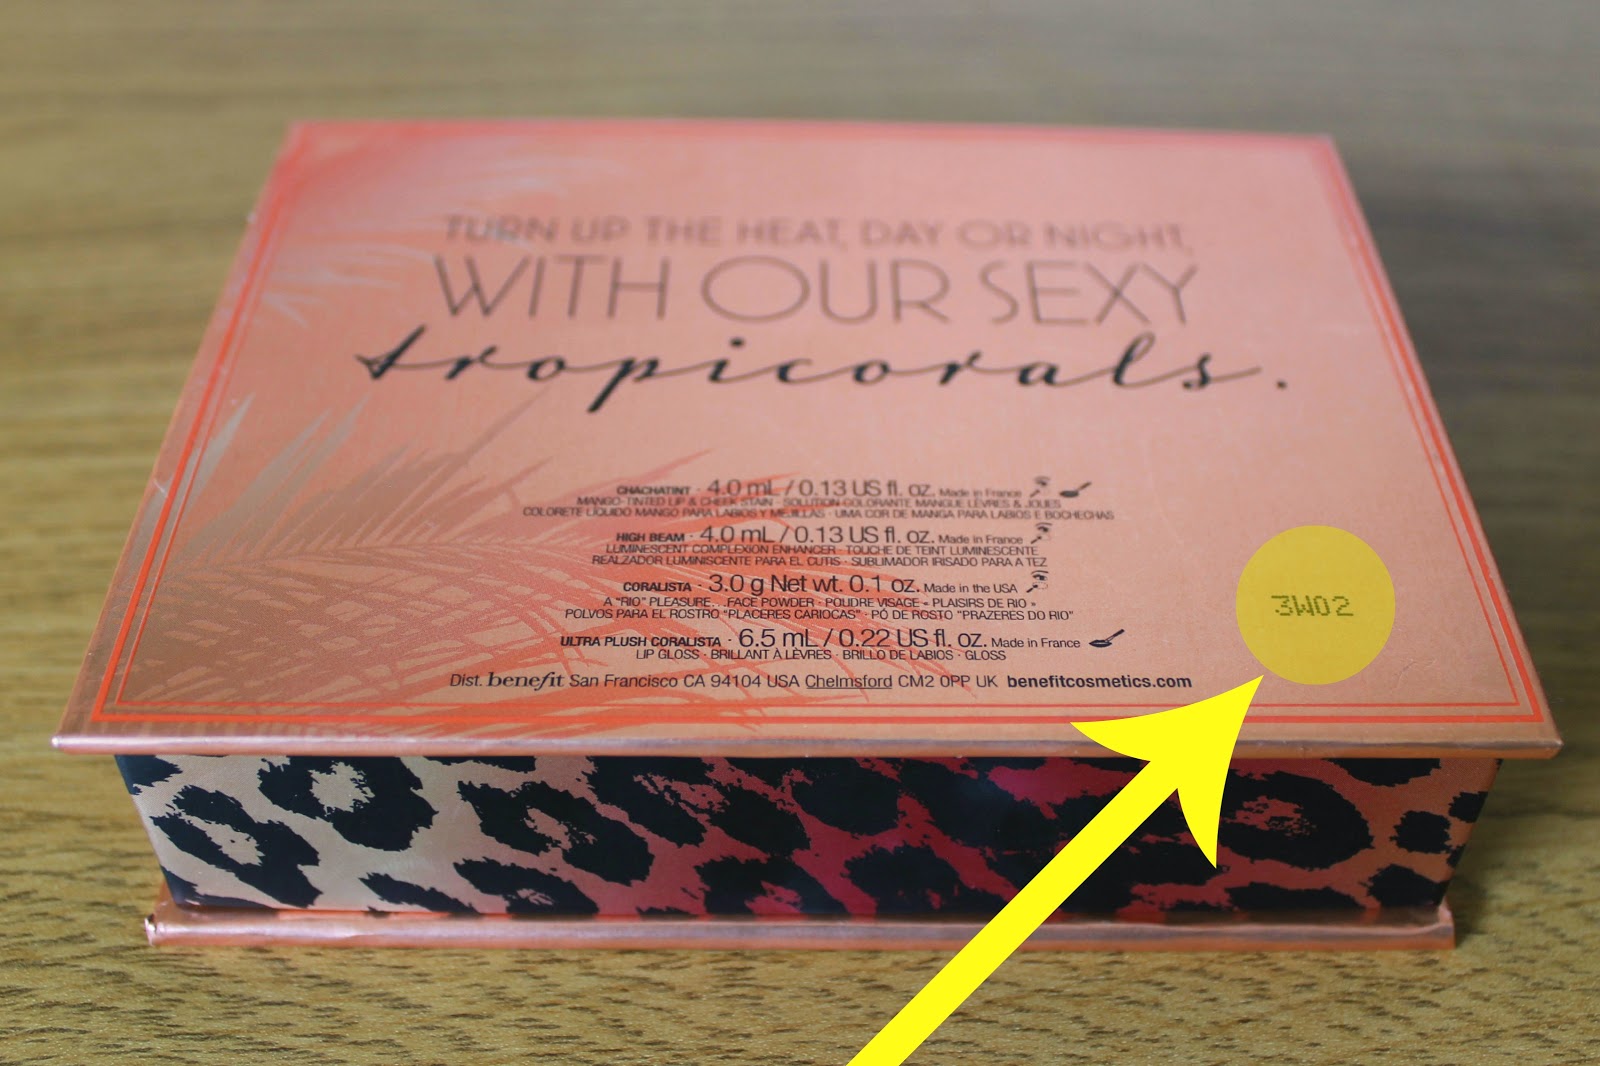 TURN UP THE HEAT, DAY OR NIGHT,
WITH OUR SEXY
tropicorals.
CHACHATINT · 4.0 mL / 0.13 US fl. oz. Made in France
MANGO-TINTED LIP & CHEEK STAIN · SOLUTION COLORANTE MANGUE LÈVRES & JOUES
COLORETE LÍQUIDO MANGO PARA LABIOS Y MEJILLAS · UMA COR DE MANGA PARA LABIOS E BOCHECHAS
HIGH BEAM · 4.0 mL / 0.13 US fl. oz. Made in France
LUMINESCENT COMPLEXION ENHANCER · TOUCHE DE TEINT LUMINESCENTE
REALZADOR LUMINISCENTE PARA EL CUTIS · SUBLIMADOR IRISADO PARA A TEZ
CORALISTA · 3.0 g Net wt. 0.1 oz. Made in the USA
A "RIO" PLEASURE...FACE POWDER · POUDRE VISAGE « PLAISIRS DE RIO »
POLVOS PARA EL ROSTRO "PLACERES CARIOCAS" · PÓ DE ROSTO "PRAZERES DO RIO"
3W02
ULTRA PLUSH CORALISTA · 6.5 mL / 0.22 US fl. oz. Made in France
LIP GLOSS · BRILLANT À LÈVRES · BRILLO DE LABIOS · GLOSS
Dist. benefit San Francisco CA 94104 USA Chelmsford CM2 0PP UK benefitcosmetics.com